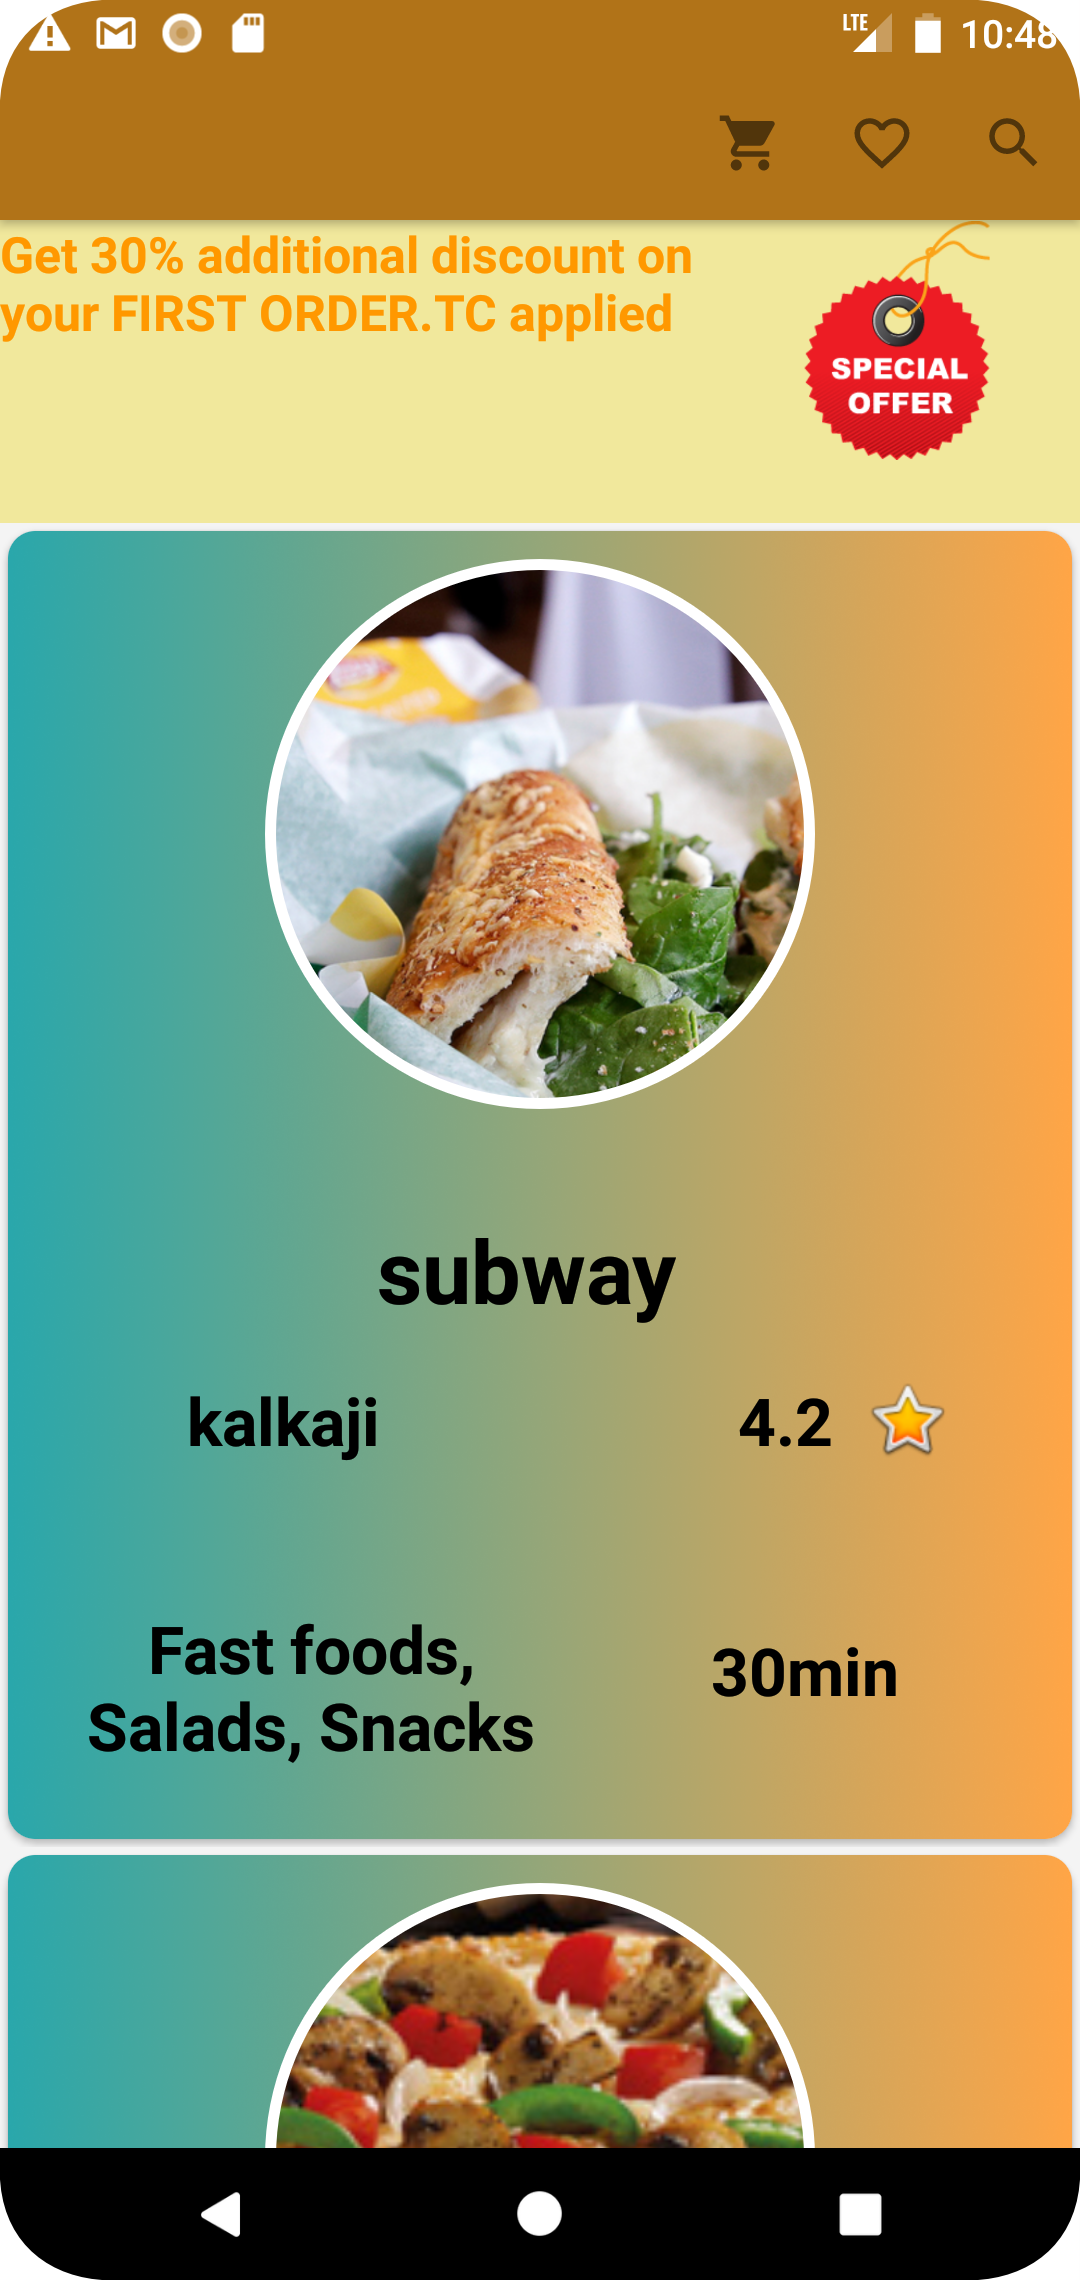 LTE 10:48
Get 30% additional discount on
your FIRST ORDER.TC applied
SPECIAL
OFFER
subway
kalkaji
4.2
Fast foods,
Salads, Snacks
30min